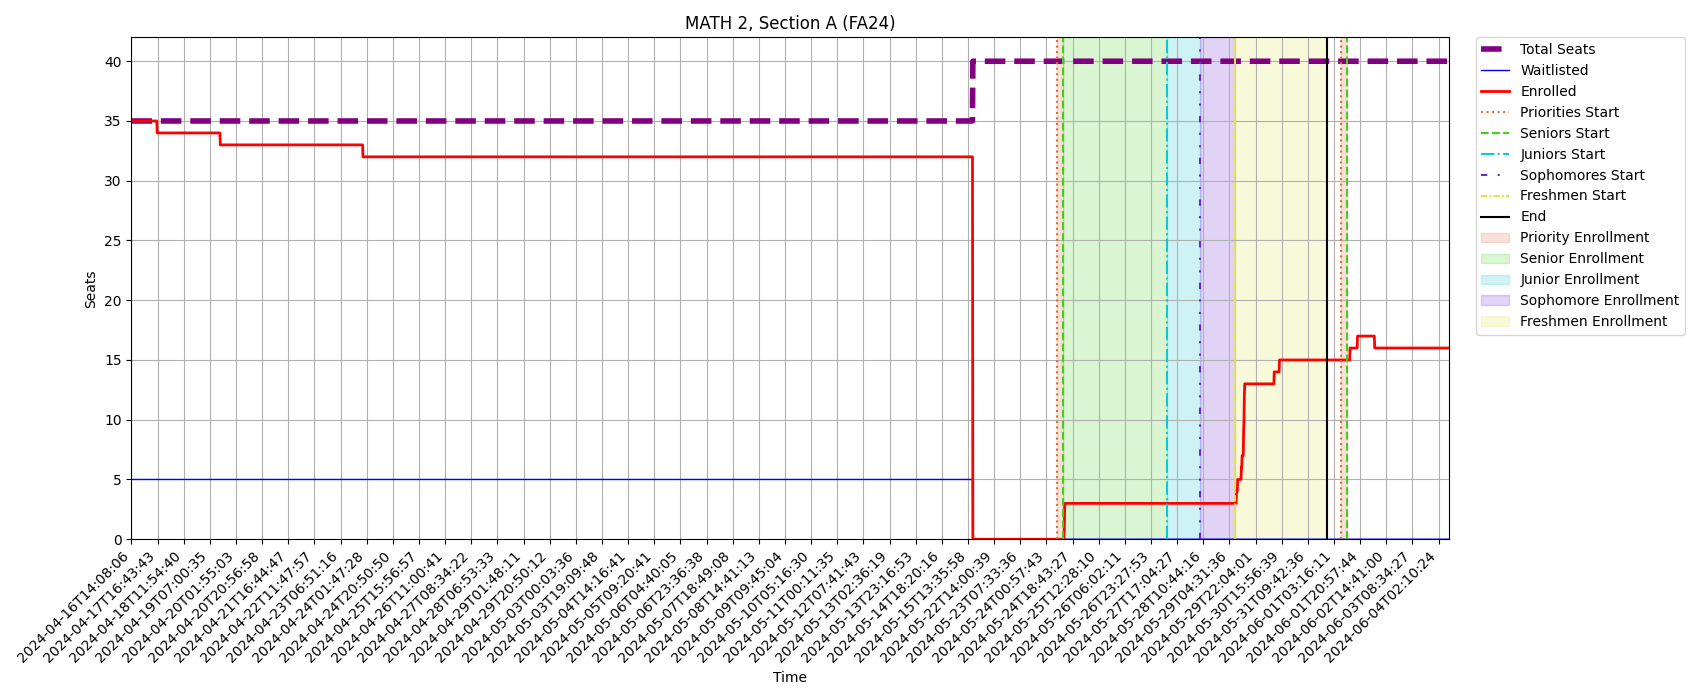 MATH 2, Section A (FA24)
Total Seats
Waitlisted
Enrolled
Priorities Start
Seniors Start
Juniors Start
Sophomores Start
Freshmen Start
End
Priority Enrollment
Senior Enrollment
Junior Enrollment
Sophomore Enrollment
Freshmen Enrollment
Seats
40
35
30
25
20
15
10
5
0
2024-04-16T14:08:06
2024-04-17T16:43:43
2024-04-18T11:54:40
2024-04-19T07:00:35
2024-04-20T01:55:03
2024-04-20T20:56:58
2024-04-21T16:44:47
2024-04-22T11:47:57
2024-04-23T06:51:16
2024-04-24T01:47:28
2024-04-24T20:50:50
2024-04-25T15:56:57
2024-04-26T11:00:41
2024-04-27T08:34:22
2024-04-28T06:53:33
2024-04-29T01:48:11
2024-04-29T20:50:12
2024-05-03T00:03:36
2024-05-03T19:09:48
2024-05-04T14:16:41
2024-05-05T09:20:41
2024-05-06T04:40:05
2024-05-06T23:36:38
2024-05-07T18:49:08
2024-05-08T14:41:13
2024-05-09T09:45:04
2024-05-10T05:16:30
2024-05-11T00:11:35
2024-05-12T07:41:43
2024-05-13T02:36:19
2024-05-13T23:16:53
2024-05-14T18:20:16
2024-05-15T13:35:58
2024-05-22T14:00:39
2024-05-23T07:33:36
2024-05-24T00:57:43
2024-05-24T18:43:27
2024-05-25T12:28:10
2024-05-26T06:02:11
2024-05-26T23:27:53
2024-05-27T17:04:27
2024-05-28T10:44:16
2024-05-29T04:31:36
2024-05-29T22:04:01
2024-05-30T15:56:39
2024-05-31T09:42:36
2024-06-01T03:16:11
2024-06-01T20:57:44
2024-06-02T14:41:00
2024-06-03T08:34:27
2024-06-04T02:10:24
Time